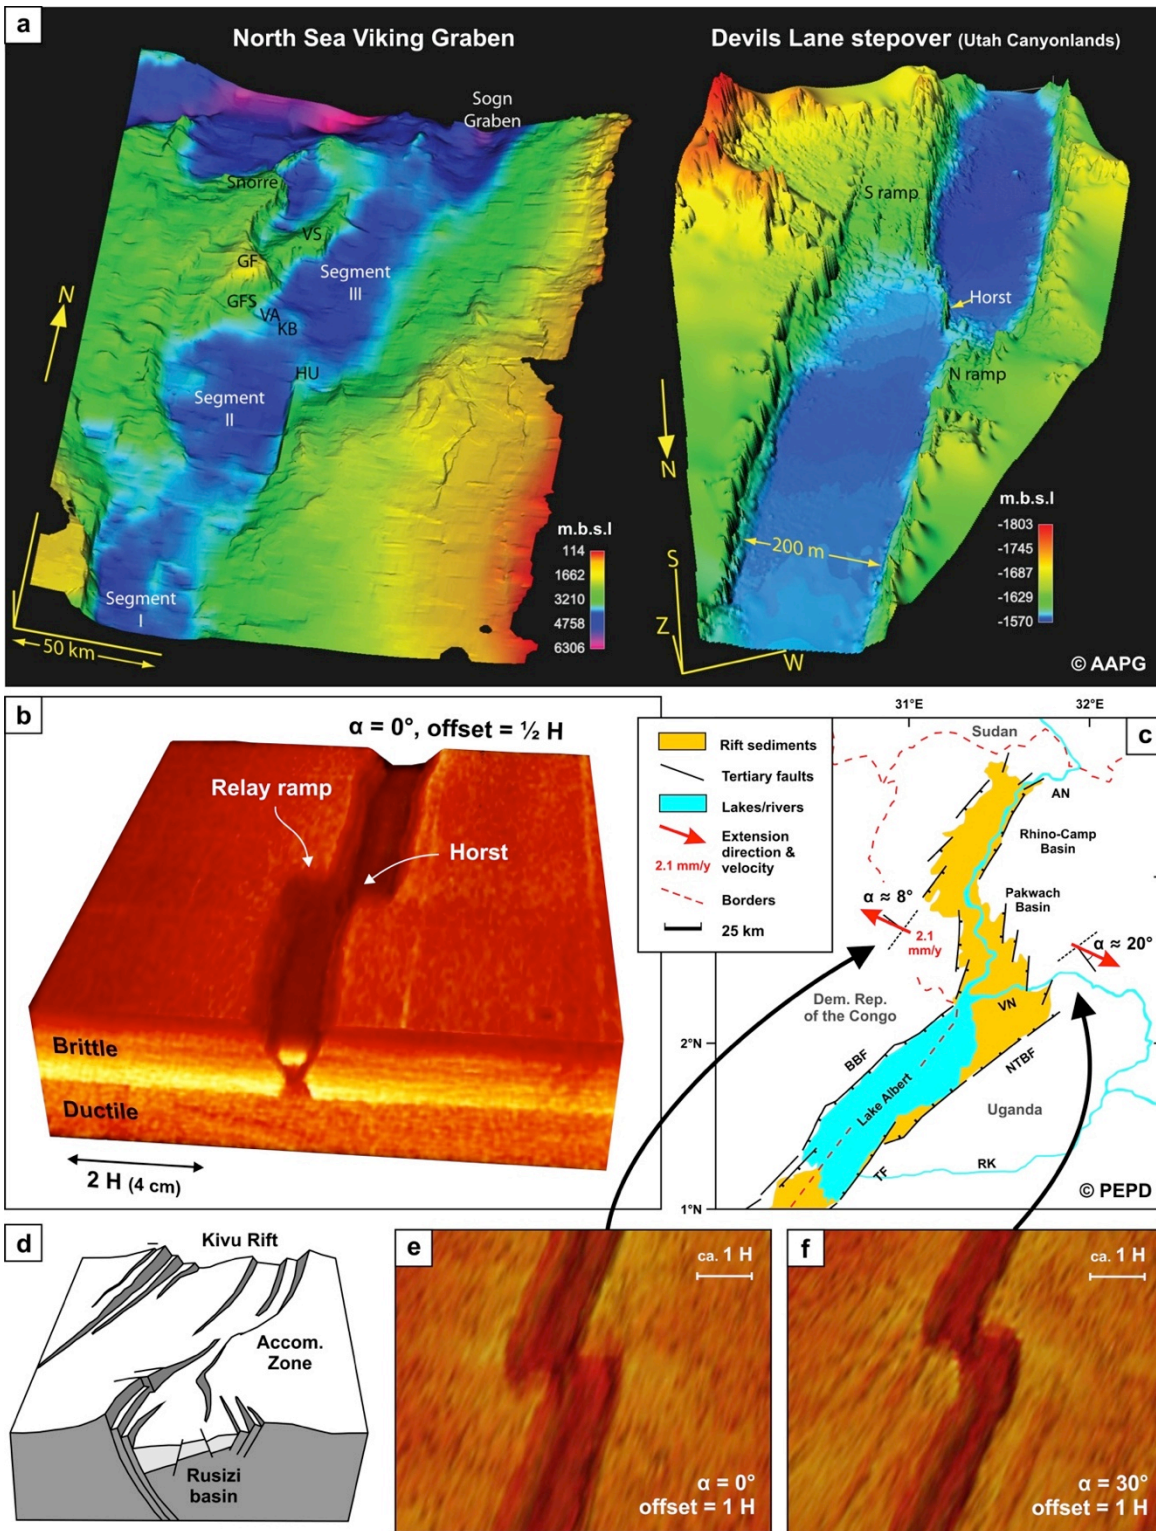 a
North Sea Viking Graben
Devils Lane stepover (Utah Canyonlands)
Sogn
Graben
Snorre
VS
GF
Segment
III
GFS
VA
KB
HU
Segment
II
Segment
I
N
50 km
m.b.s.l
114
1662
3210
4758
6306
S ramp
Horst
N ramp
N
200 m
S
Z
W
m.b.s.l
-1803
-1745
-1687
-1629
-1570
© AAPG
b
α = 0°, offset = ½ H
Relay ramp
Horst
Brittle
Ductile
2 H (4 cm)
Rift sediments
Tertiary faults
Lakes/rivers
Extension
direction &
velocity
2.1 mm/y
Borders
25 km
c
31°E
32°E
Sudan
AN
Rhino-Camp
Basin
Pakwach
Basin
α ≈ 8°
2.1
mm/y
α ≈ 20°
Dem. Rep.
of the Congo
VN
2°N
BBF
NTBF
Lake Albert
Uganda
TF
RK
1°N
© PEPD
d
Kivu Rift
Accom.
Zone
Rusizi
basin
e
ca. 1 H
α = 0°
offset = 1 H
f
ca. 1 H
α = 30°
offset = 1 H